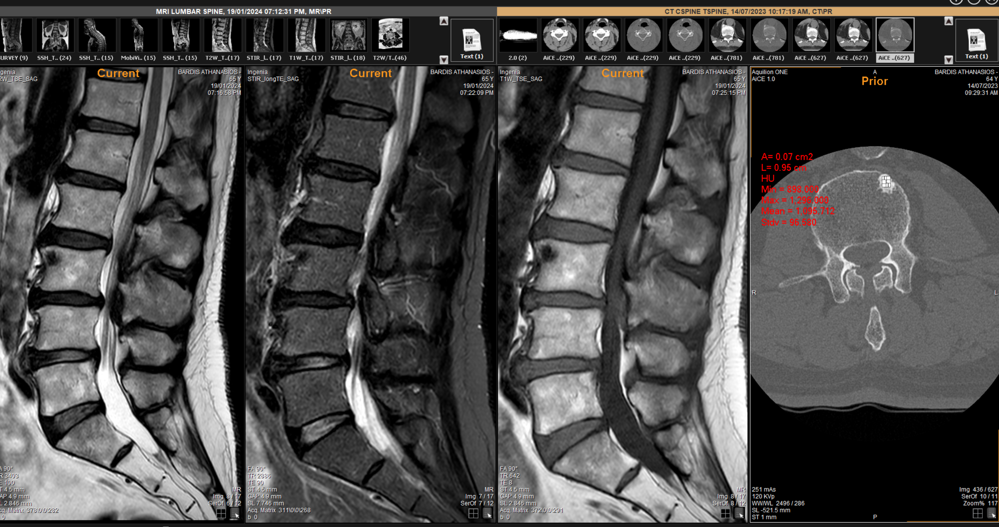 MRI LUMBAR SPINE, 19/01/2024 07:12:31 PM, MR\PR
URVEY (9)
SSH_T.. (24)
SSH_T.. (15)
MobiVi.. (15)
SSH_T.. (15)
T2W_T..(17)
STIR_l.. (17)
T1W_T..(17)
STIR_l.. (18)
T2W/T..(46)
Text (1)
CT CSPINE TSPINE, 14/07/2023 10:17:19 AM, CT\PR
2.0 (2)
AiCE ..(229)
AiCE ..(229)
AiCE ..(229)
AiCE ..(229)
AiCE ..(781)
AiCE ..(781)
AiCE ..(627)
AiCE ..(627)
AiCE ..(627)
Text (1)
genia
2W_TSE_SAG
Current
BARDIS ATHANASIOS -
65 Y
19/01/2024
07:16:58 PM
A 90°
R 3403
E 100
T 4.5 mm
AP 4.9 mm
L 2.846 mm
cq. Matrix 378\0\0\282
0
MR
Img 8 / 17
SerOf 6 / 12
Ingenia
STIR_longTE_SAG
Current
BARDIS ATHANASIOS -
65 Y
19/01/2024
07:22:09 PM
FA 90°
TR 2886
TE 90
ST 4.5 mm
GAP 4.9 mm
SL 7.746 mm
Acq. Matrix 311\0\0\268
b 0
MR
Img 7 / 17
SerOf 7 / 12
Ingenia
T1W_TSE_SAG
Current
BARDIS ATHANASIOS -
65 Y
19/01/2024
07:25:15 PM
FA 90°
TR 642
TE 8
ST 4.5 mm
GAP 4.9 mm
SL 2.846 mm
Acq. Matrix 372\0\0\291
b 0
MR
Img 8 / 17
SerOf 8 / 12
Aquilion ONE
AiCE 1.0
A
Prior
BARDIS ATHANASIOS -
64 Y
14/07/2023
09:29:31 AM
A= 0.07 cm2
L= 0.95 cm
HU
Min = 898.000
Max = 1,296.000
Mean = 1,095.712
Stdv = 96.580
R
L
251 mAs
120 KVp
WW/WL 2496 / 286
SL -521.5 mm
ST 1 mm
P
Img 436 / 627
SerOf 10 / 11
Zoom% 117